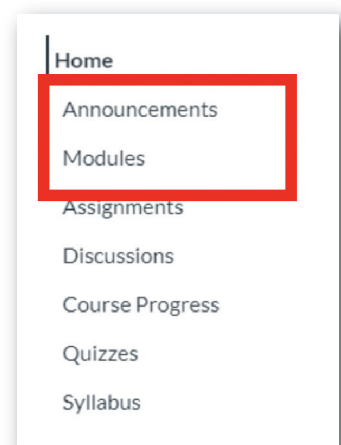 Home
Announcements
Modules
Assignments
Discussions
Course Progress
Quizzes
Syllabus